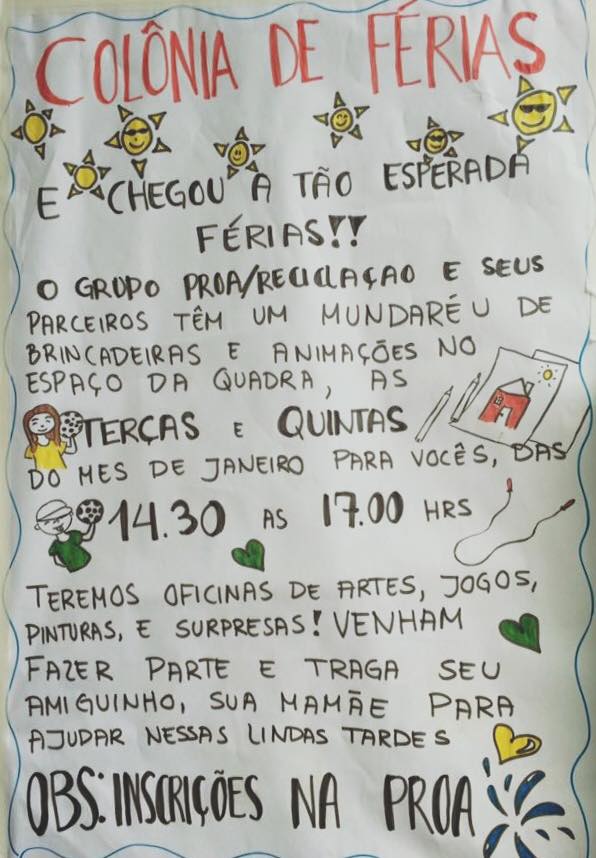 COLÔNIA DE FÉRIAS
E CHEGOU A TÃO ESPERADA
FÉRIAS!!
O GRUPO PROA/RECICLAÇAO E SEUS
PARCEIROS TÊM UM MUNDARÉU DE
BRINCADEIRAS E ANIMAÇÕES NO
ESPAÇO DA QUADRA, AS
TERÇAS E QUINTAS
DO MES DE JANEIRO PARA VOCÊS, DAS
14.30 AS 17.00 HRS
TEREMOS OFICINAS DE ARTES, JOGOS,
PINTURAS, E SURPRESAS! VENHAM
FAZER PARTE E TRAGA SEU
AMIGUINHO, SUA MAMÃE PARA
AJUDAR NESSAS LINDAS TARDES
OBS: INSCRIÇÕES NA PROA